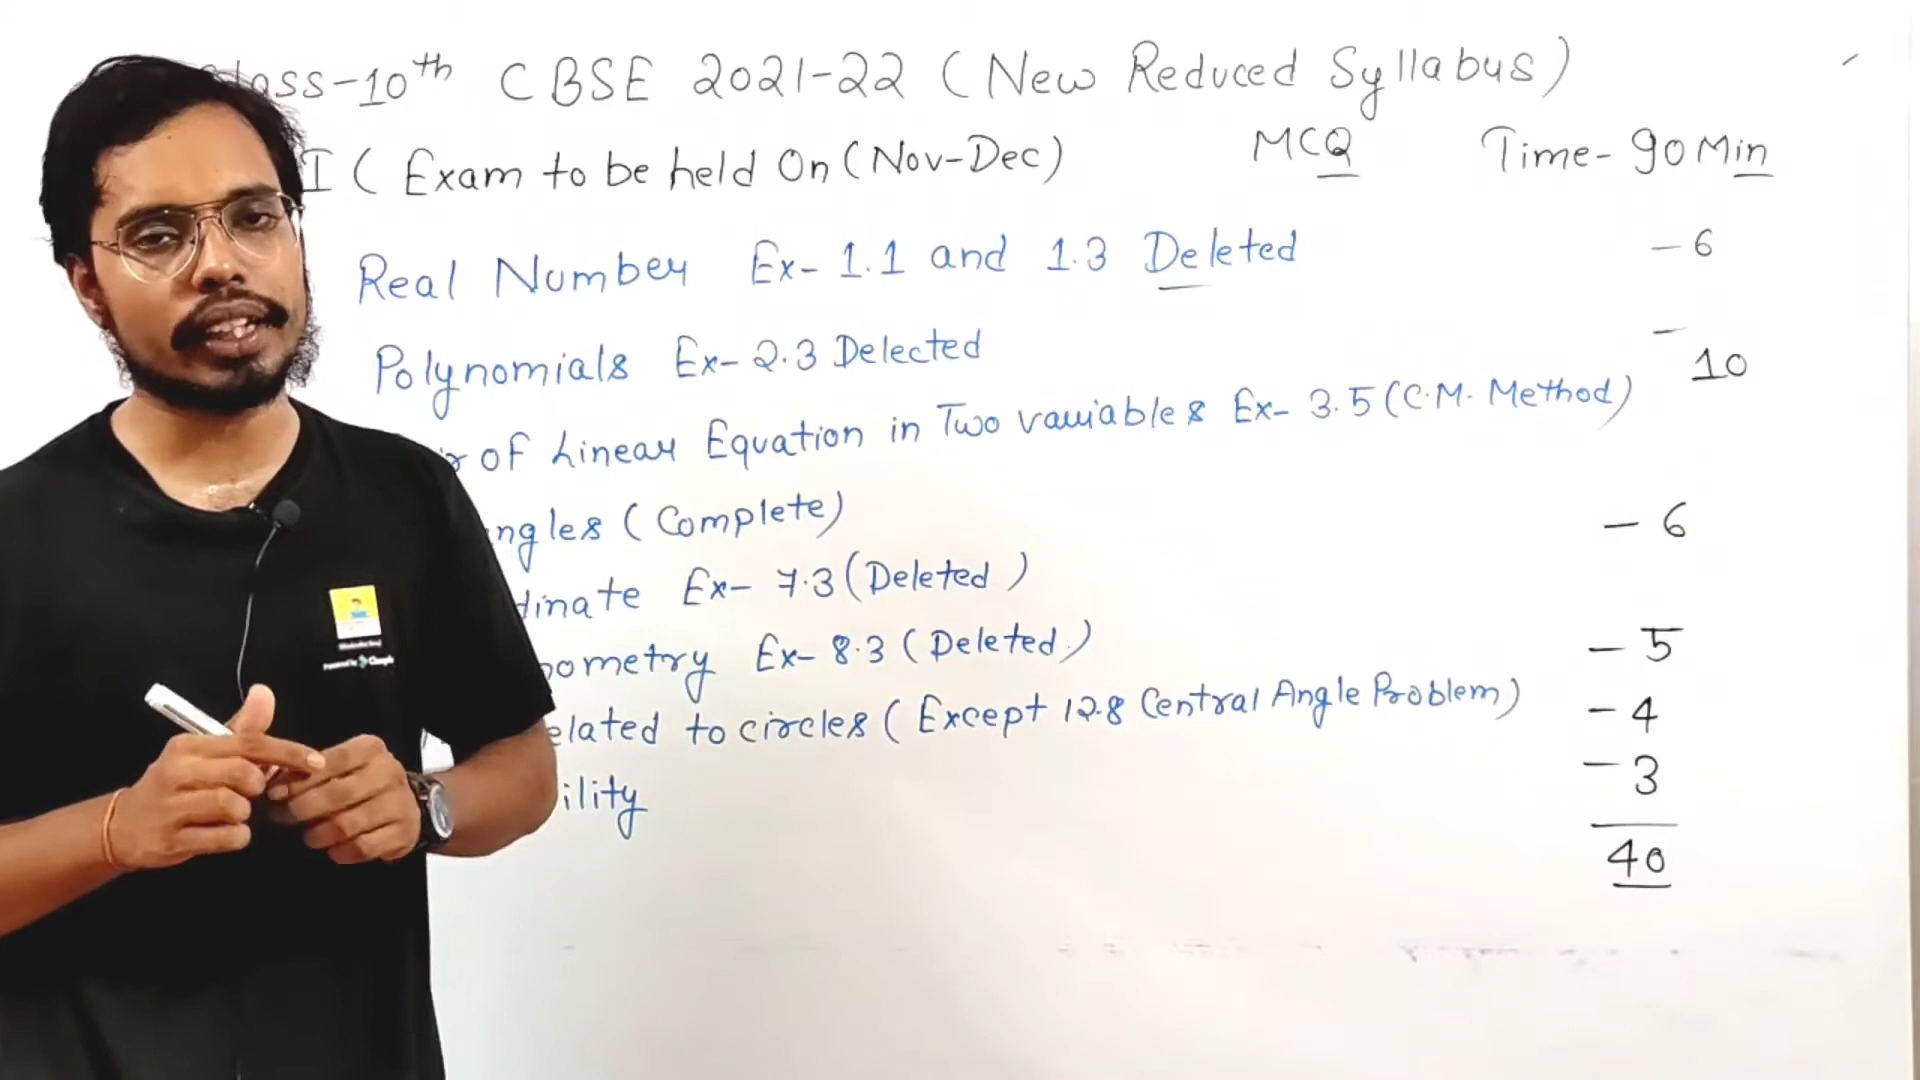 lass-10th CBSE 2021-22 (New Reduced Syllabus)
I (Exam to be held On (Nov-Dec) MCQ Time- 90 Min
Real Number Ex- 1.1 and 1.3 Deleted - 6
Polynomials Ex- 2.3 Delected - 10
r of Linear Equation in Two variables Ex- 3.5 (C.M. Method)
ngles (Complete) - 6
dinate Ex- 7.3 (Deleted)
nometry Ex- 8.3 (Deleted.) - 5
elated to circles (Except 12.8 Central Angle Problem) - 4
ility - 3
40